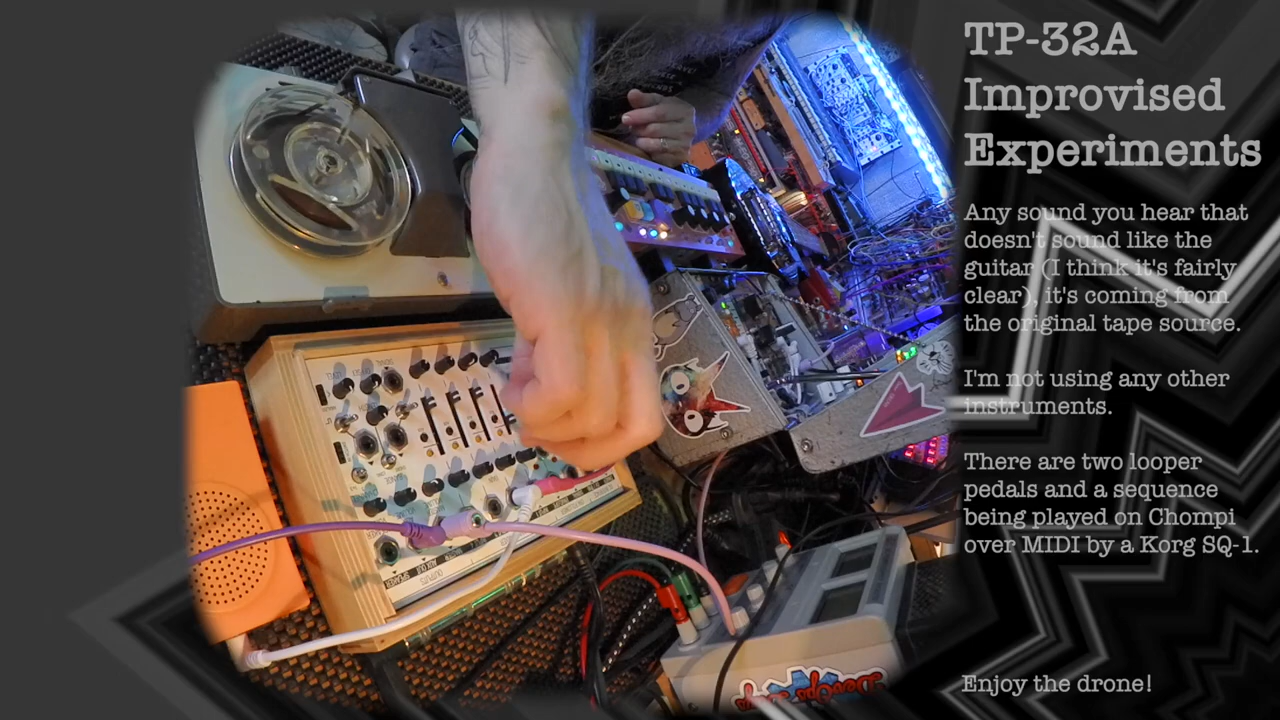 TP-32A
Improvised
Experiments
Any sound you hear that
doesn't sound like the
guitar (I think it's fairly
clear), it's coming from
the original tape source.
I'm not using any other
instruments.
There are two looper
pedals and a sequence
being played on Chompi
over MIDI by a Korg SQ-1.
Enjoy the drone!